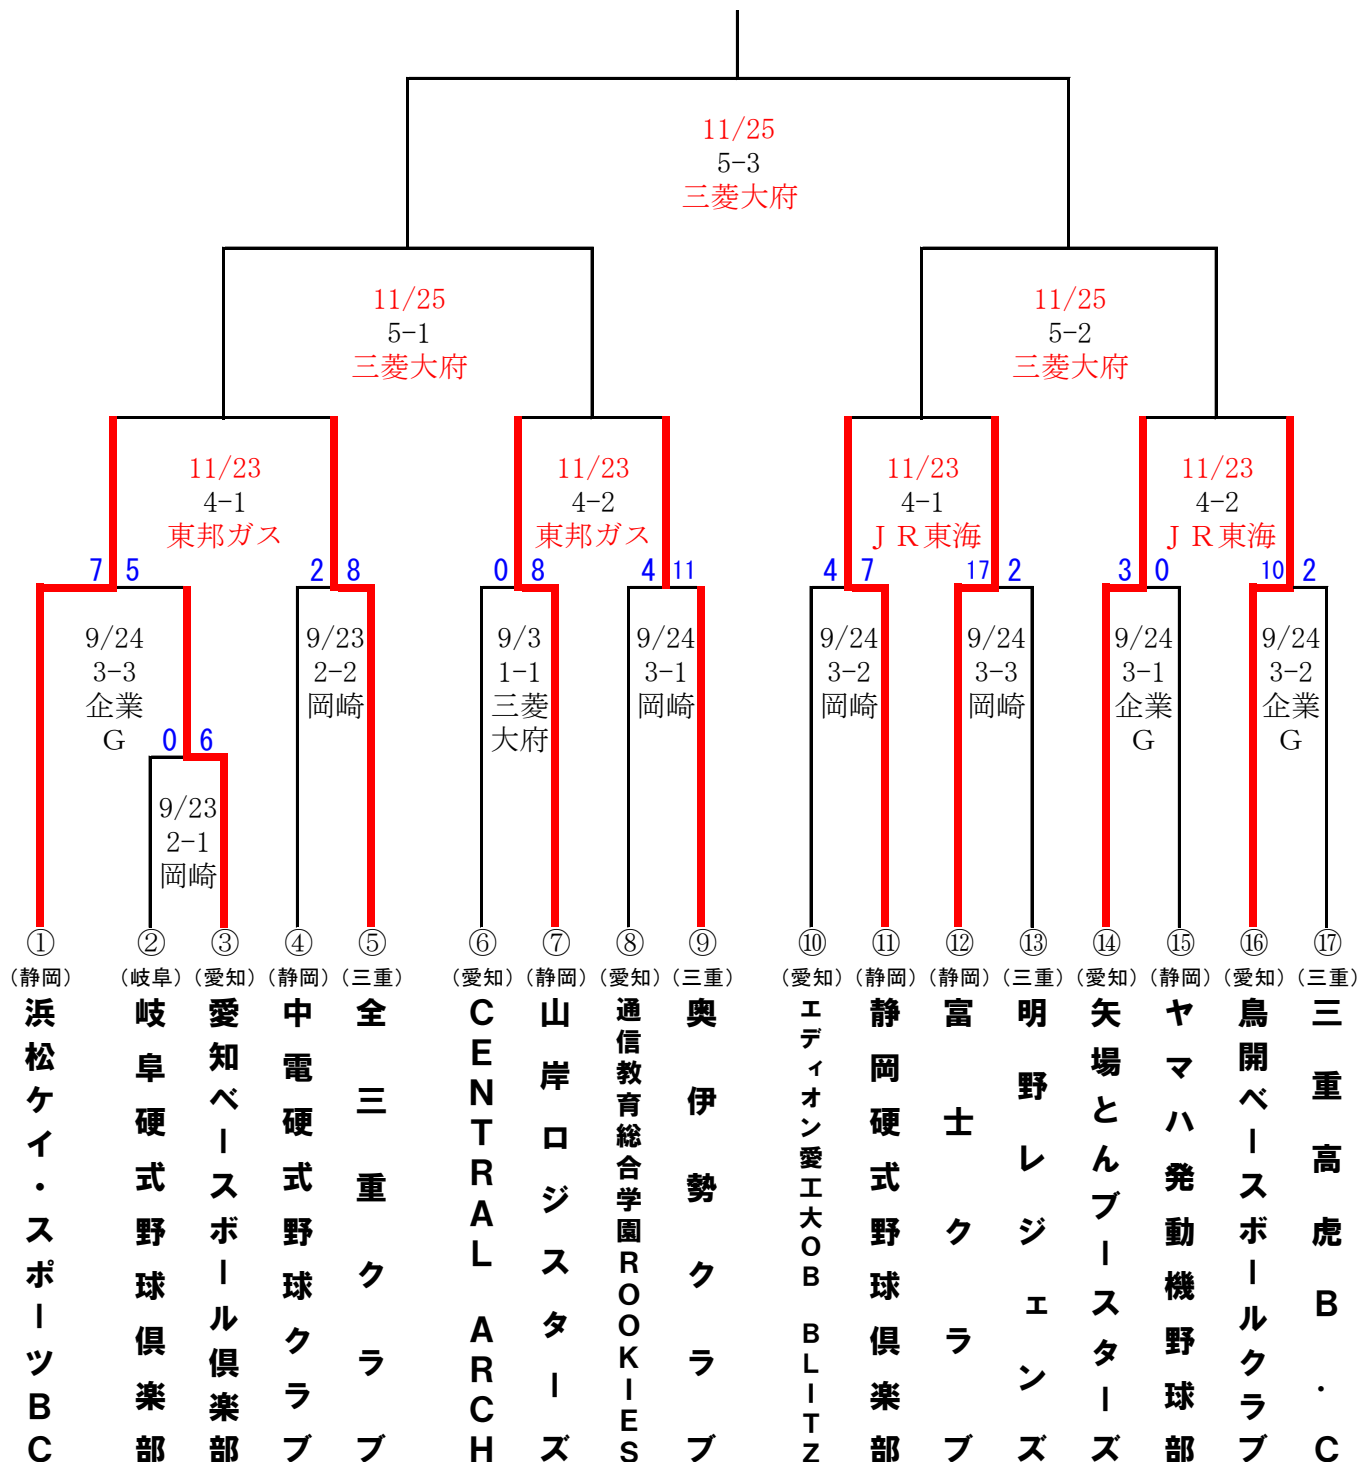 11/25
5-3
三菱大府
11/25
5-1
三菱大府
11/25
5-2
三菱大府
11/23
4-1
東邦ガス
11/23
4-2
東邦ガス
11/23
4-1
ＪＲ東海
11/23
4-2
ＪＲ東海
7 5
2 8
0 8
4 11
4 7
17 2
3 0
10 2
9/24
3-3
企業
Ｇ
9/23
2-2
岡崎
9/3
1-1
三菱
大府
9/24
3-1
岡崎
9/24
3-2
岡崎
9/24
3-3
岡崎
9/24
3-1
企業
Ｇ
9/24
3-2
企業
Ｇ
0 6
9/23
2-1
岡崎
①
（静岡）
浜松ケイ・スポーツBC
②
（岐阜）
岐阜硬式野球倶楽部
③
（愛知）
愛知ベースボール倶楽部
④
（静岡）
中電硬式野球クラブ
⑤
（三重）
全三重クラブ
⑥
（愛知）
CENTRAL ARCH
⑦
（静岡）
山岸ロジスターズ
⑧
（愛知）
通信教育総合学園ROOKIES
⑨
（三重）
奥伊勢クラブ
⑩
（愛知）
エディオン愛工大OB BLITZ
⑪
（静岡）
静岡硬式野球倶楽部
⑫
（静岡）
富士クラブ
⑬
（三重）
明野レジェンズ
⑭
（愛知）
矢場とんブースターズ
⑮
（静岡）
ヤマハ発動機野球部
⑯
（愛知）
鳥開ベースボールクラブ
⑰
（三重）
三重高虎B．C